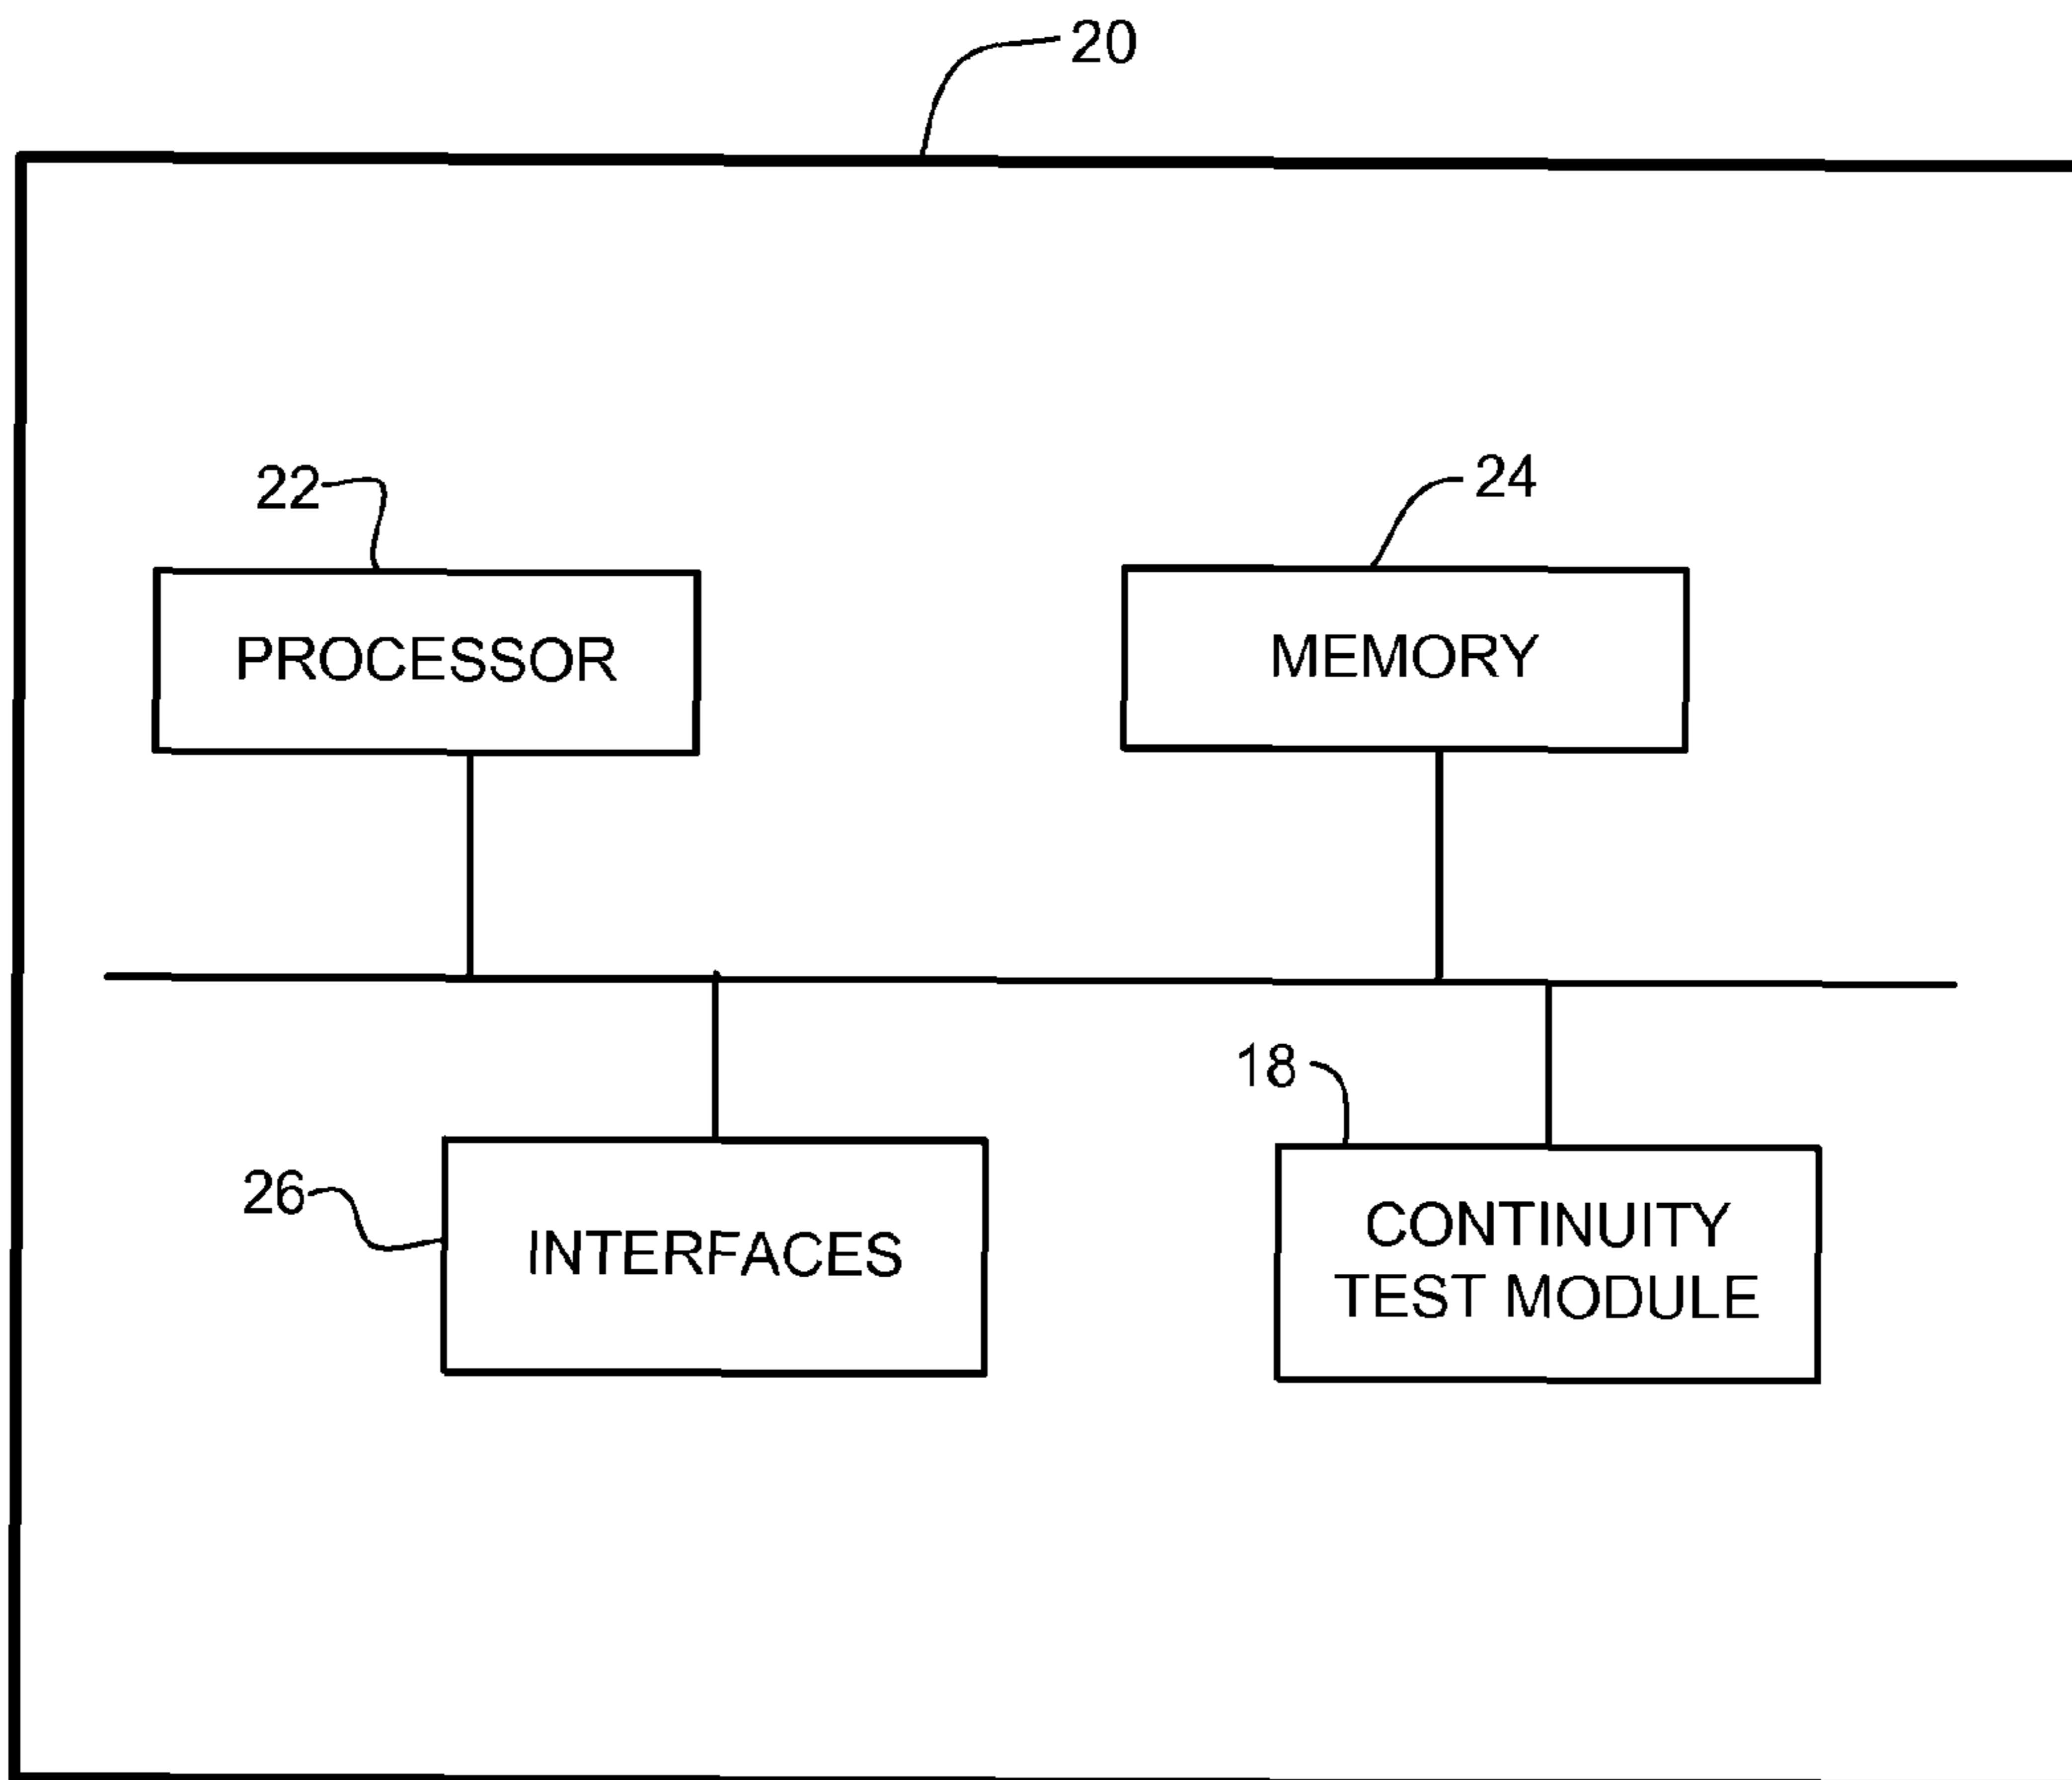 20
22
24
PROCESSOR
MEMORY
18
26
INTERFACES
CONTINUITY
TEST MODULE